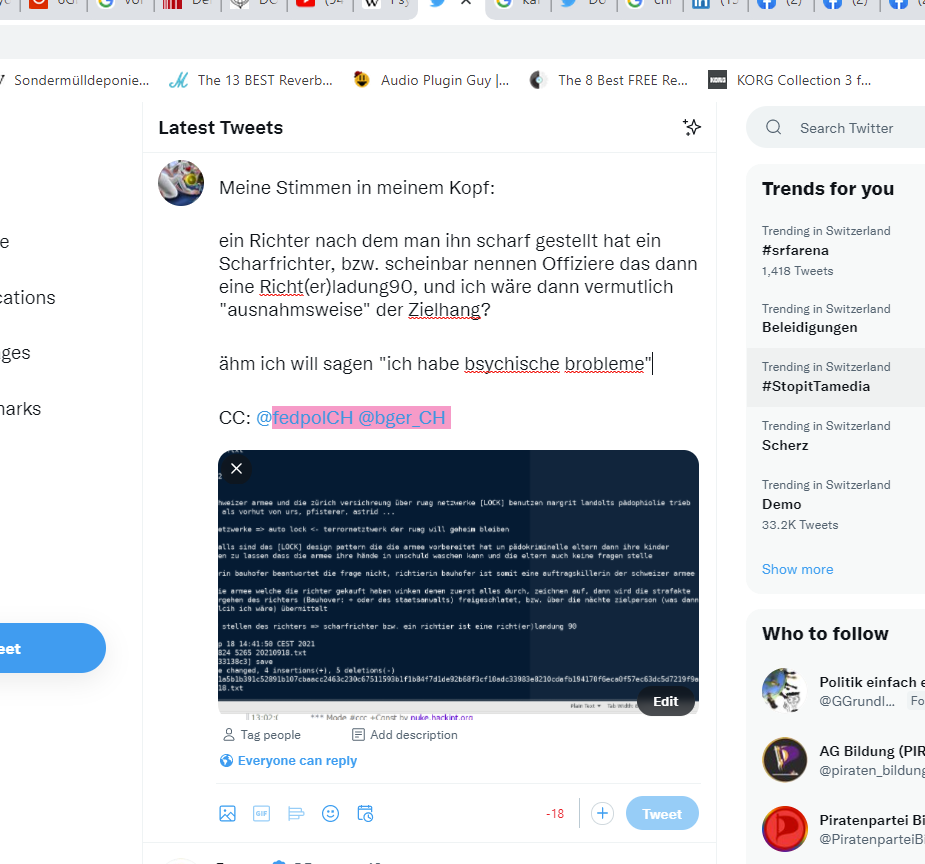 Sondermülldeponie...
The 13 BEST Reverb...
Audio Plugin Guy |...
The 8 Best FREE Re...
KORG
KORG Collection 3 f...
Latest Tweets
Search Twitter
Meine Stimmen in meinem Kopf:
ein Richter nach dem man ihn scharf gestellt hat ein
Scharfrichter, bzw. scheinbar nennen Offiziere das dann
eine Richt(er)ladung90, und ich wäre dann vermutlich
"ausnahmsweise" der Zielhang?
ähm ich will sagen "ich habe bsychische brobleme"
CC: @fedpolCH @bger_CH
hweizer armee und die zürich versichreung über ruag netzwerke [LOCK] benutzen margrit landolts pädophiolie trieb
als vorhut von urs, pfisterer, astrid ...
etzwerke => auto lock <- terrornetztwerk der ruag will geheim bleiben
alls sind das [LOCK] design pattern die die armee vorbereitet hat un pädokriminelle eltern dann ihre kinder
en zu lassen dass die armee ihre hände in unschuld waschen kann und die eltern auch keine fragen stelle
rin bauhofer beantwortet die frage nicht, richtierin bauhofer ist somit eine auftragskillerin der schweizer armee
ie armee welche die richter gekauft haben winken denen zuerst alles durch, zeichnen auf, dann wird die strafakte
rgehen des richters (Bauhover: + oder des staatsanwalts) freigeschlatet, bzw. über die nächte zielperson (was dann
lcih ich wäre) übermittelt
stellen des richters => scharfrichter bzw. ein richtier ist eine richt(er)landung 90
p 18 14:41:50 CEST 2021
824 5265 20210918.txt
33138c3] save
e changed, 4 insertions(+), 5 deletions(-)
18.txt
Plain Text
Tab Width:
Edit
*** Mode #ccc +Const by nuke.hackint.org
Tag people
Add description
Everyone can reply
GIF
-18
Tweet
e
cations
ges
narks
eet
Trends for you
Trending in Switzerland
#srfarena
1,418 Tweets
Trending in Switzerland
Beleidigungen
Trending in Switzerland
#StopitTamedia
Trending in Switzerland
Scherz
Trending in Switzerland
Demo
33.2K Tweets
Show more
Who to follow
Politik einfach e
@GGrundl...
Fo
AG Bildung (PIR
@piraten_bildung
Piratenpartei Bi
@PiratenparteiB